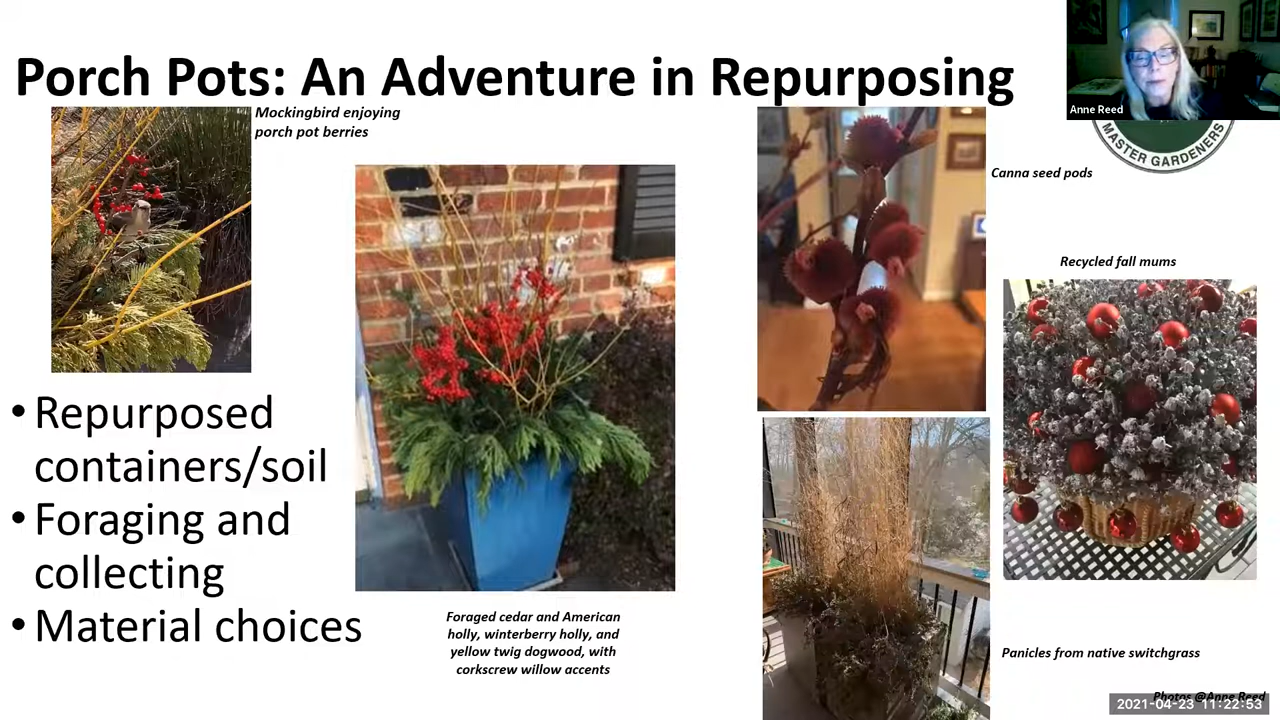 Porch Pots: An Adventure in Repurposing
Anne Reed
MASTER GARDENERS
Mockingbird enjoying
porch pot berries
Canna seed pods
Recycled fall mums
• Repurposed
containers/soil
• Foraging and
collecting
• Material choices
Foraged cedar and American
holly, winterberry holly, and
yellow twig dogwood, with
corkscrew willow accents
Panicles from native switchgrass
Photos @Anne Reed
2021-04-23 11:22:53